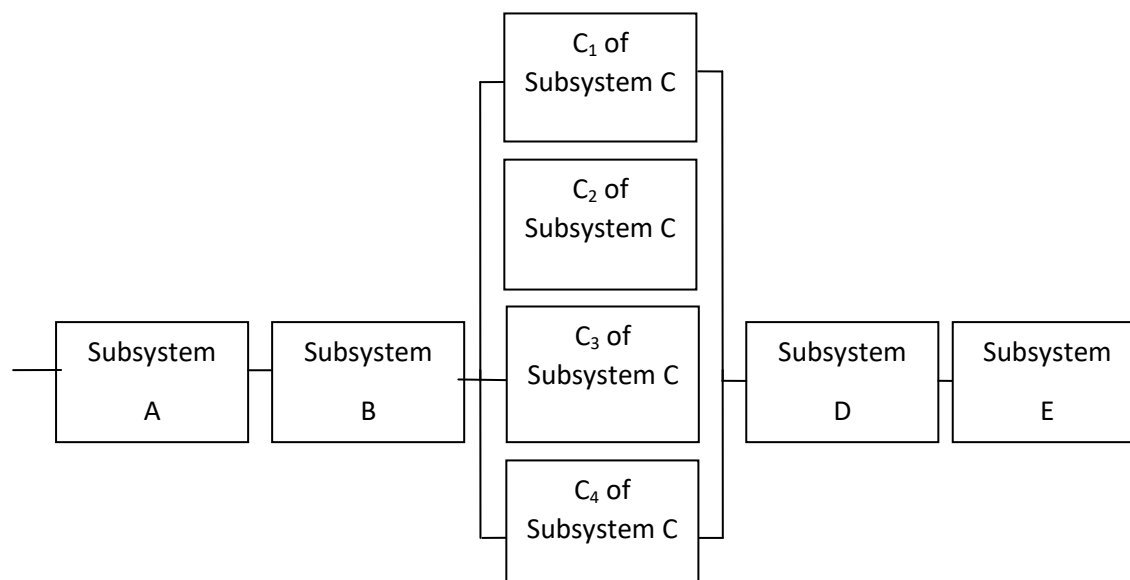 C₁ of
Subsystem C
C₂ of
Subsystem C
Subsystem
A
Subsystem
B
C₃ of
Subsystem C
Subsystem
D
Subsystem
E
C₄ of
Subsystem C